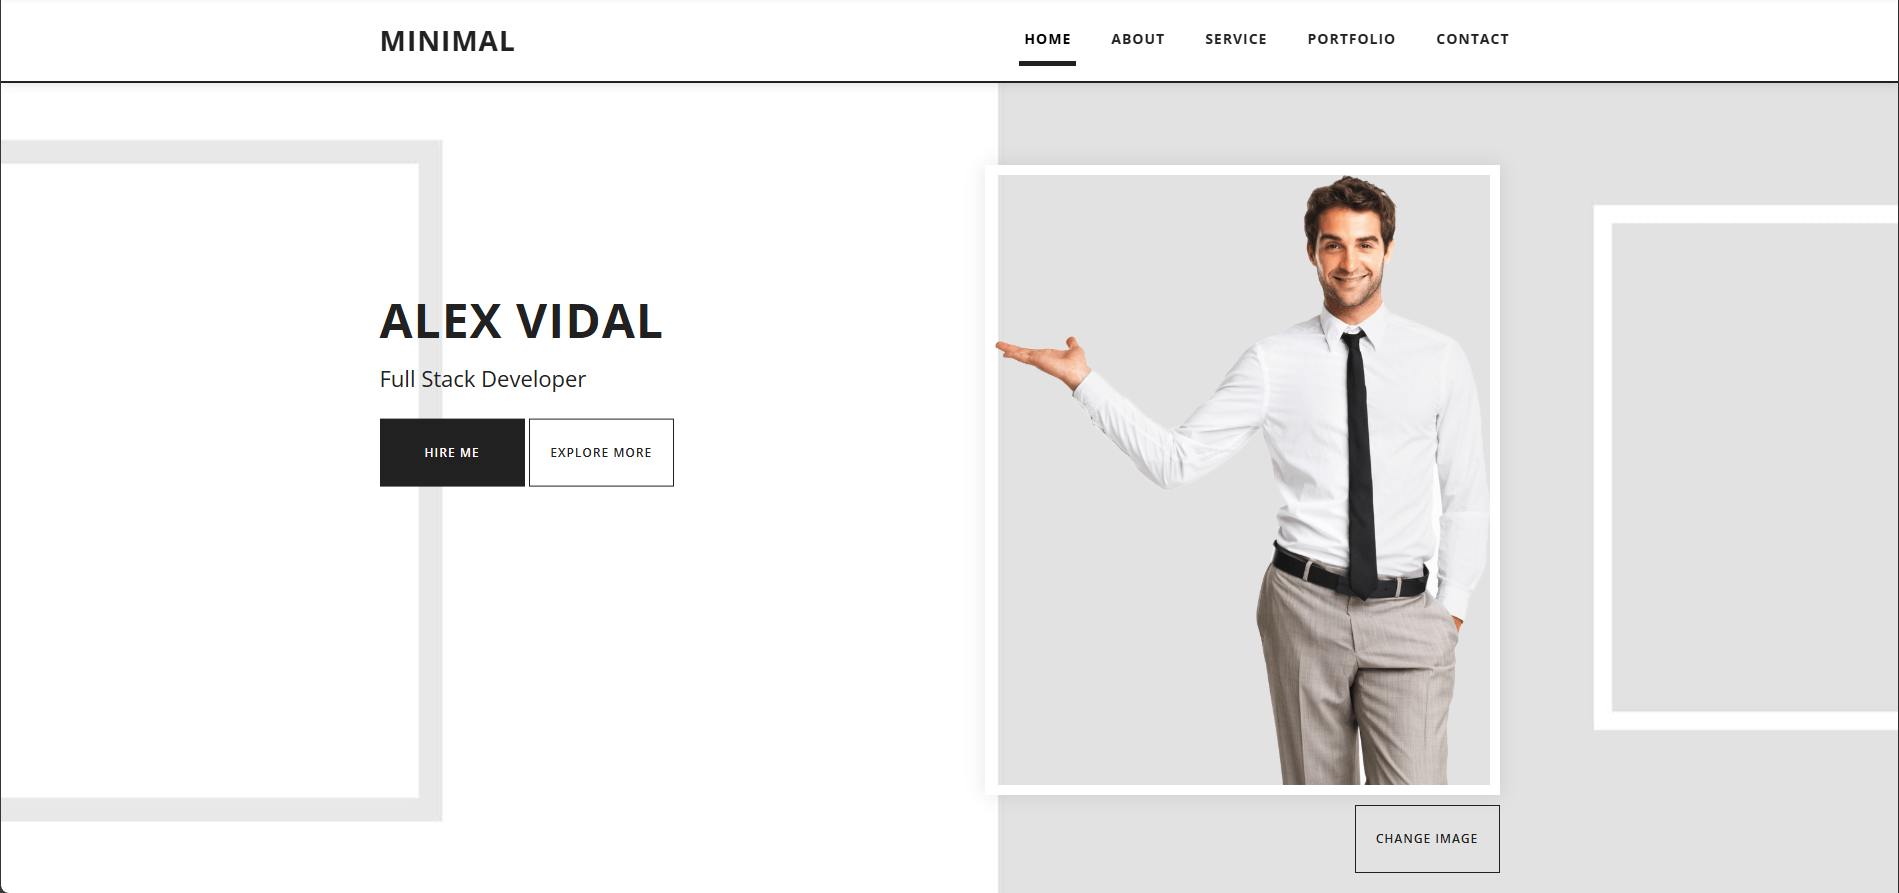 MINIMAL
HOME ABOUT SERVICE PORTFOLIO CONTACT
ALEX VIDAL
Full Stack Developer
HIRE ME EXPLORE MORE
CHANGE IMAGE